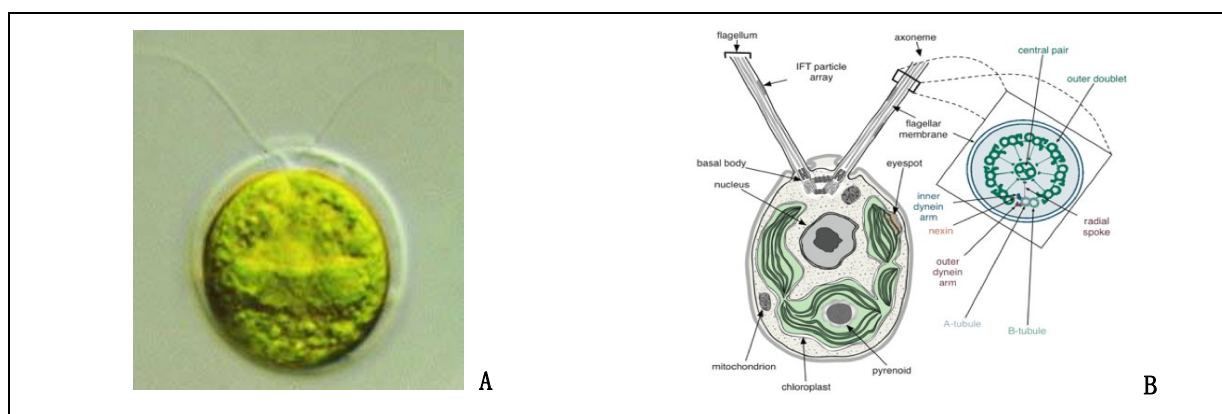 flagellum
IFT particle
array
axoneme
central pair
outer doublet
flagellar
membrane
basal body
nucleus
eyespot
inner
dynein
arm
nexin
outer
dynein
arm
radial
spoke
A-tubule
B-tubule
mitochondrion
chloroplast
pyrenoid
A
B